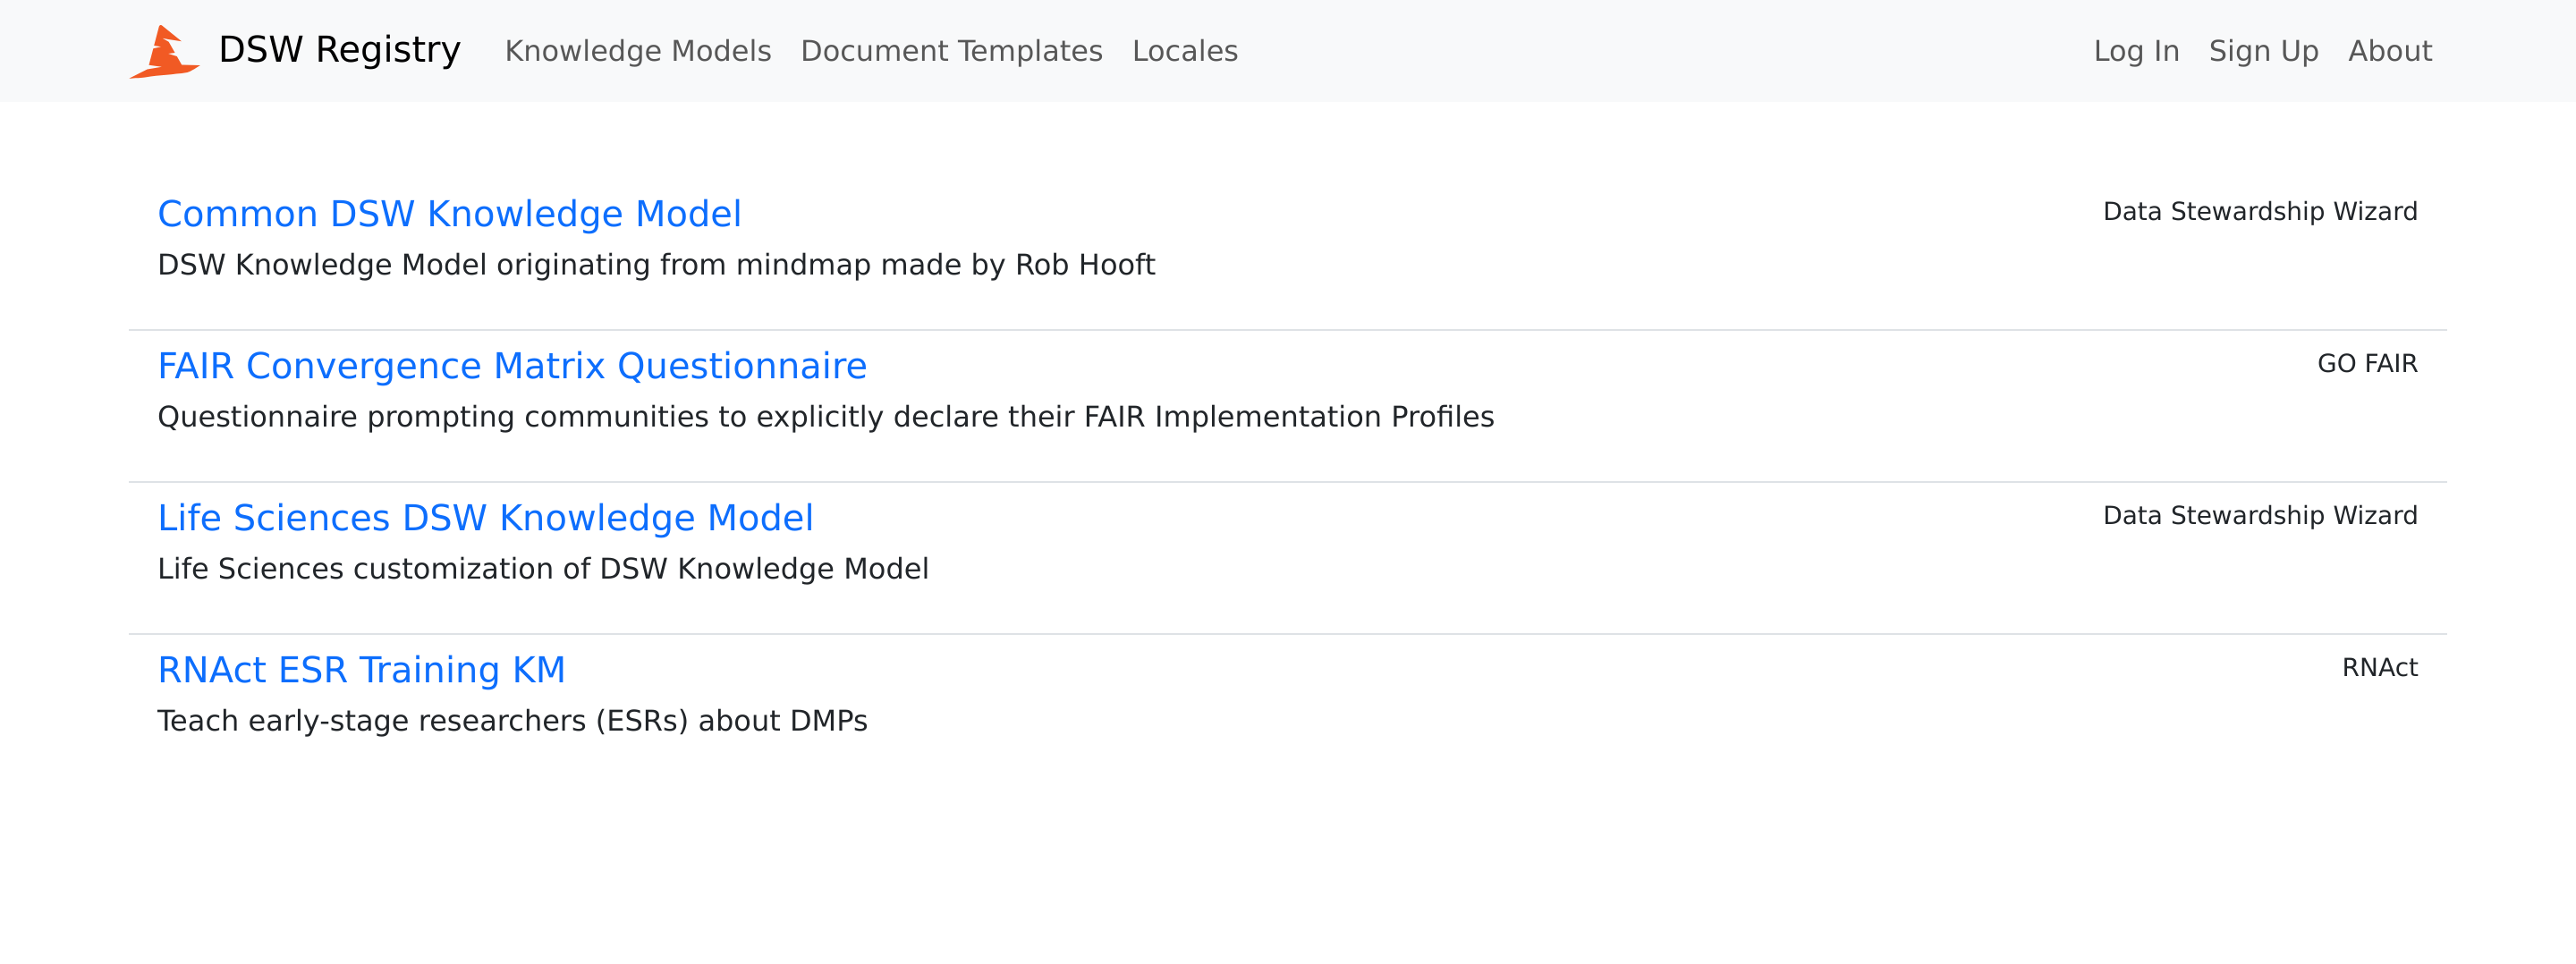 DSW Registry Knowledge Models Document Templates Locales Log In Sign Up About
Common DSW Knowledge Model Data Stewardship Wizard
DSW Knowledge Model originating from mindmap made by Rob Hooft
FAIR Convergence Matrix Questionnaire GO FAIR
Questionnaire prompting communities to explicitly declare their FAIR Implementation Profiles
Life Sciences DSW Knowledge Model Data Stewardship Wizard
Life Sciences customization of DSW Knowledge Model
RNAct ESR Training KM RNAct
Teach early-stage researchers (ESRs) about DMPs